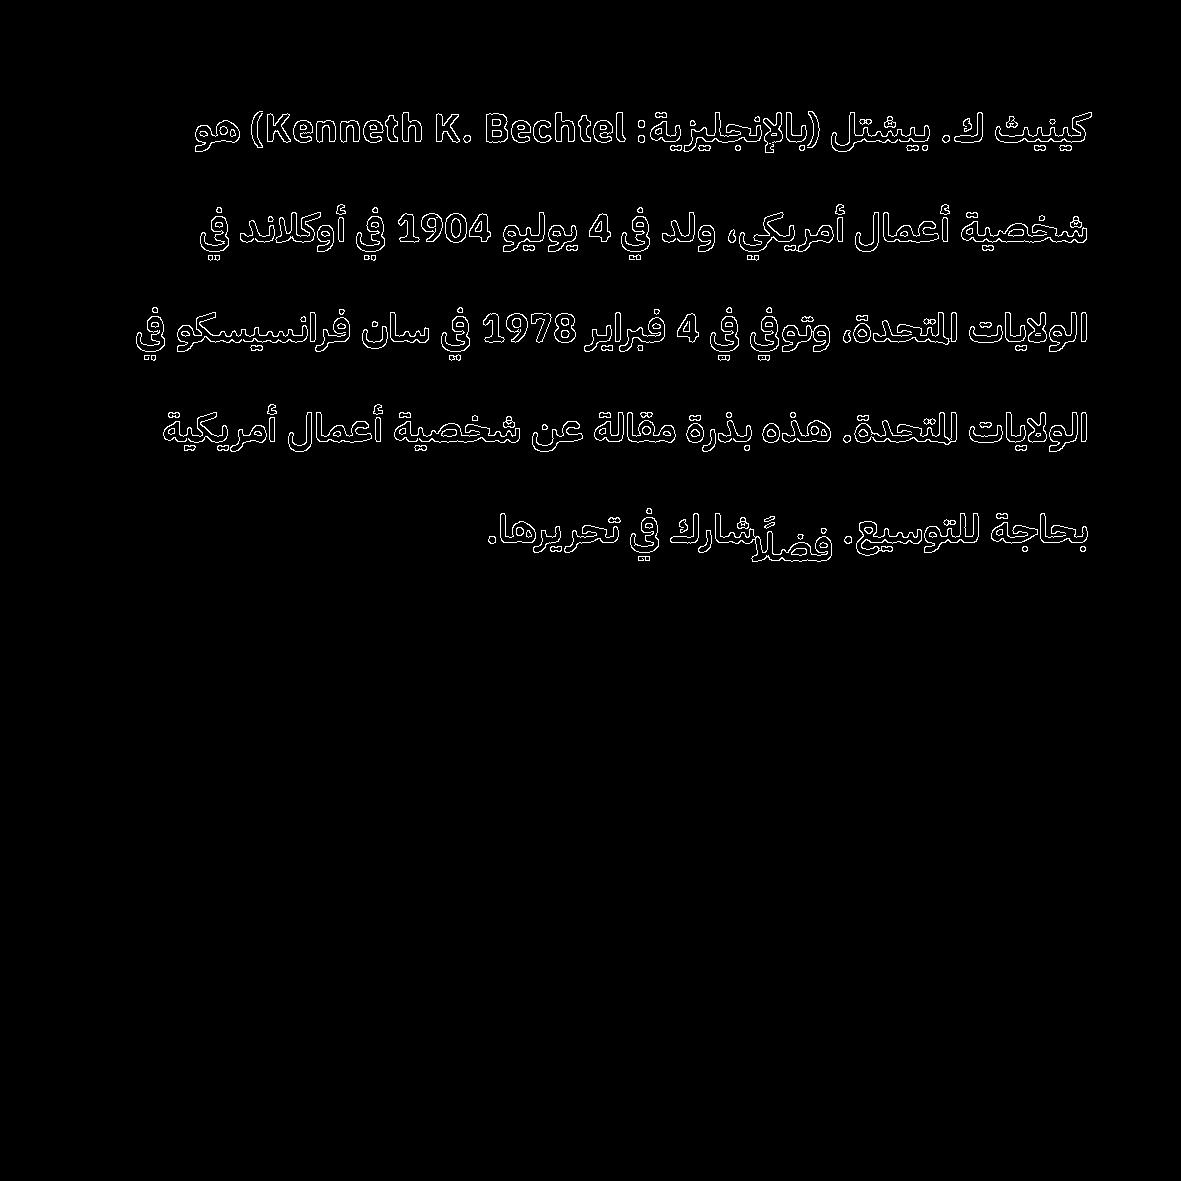 كينيث ك. بيشتل (بالإنجليزية: Kenneth K. Bechtel) هو
شخصية أعمال أمريكي، ولد في 4 يوليو 1904 في أوكلاند في
الولايات المتحدة، وتوفي في 4 فبراير 1978 في سان فرانسيسكو في
الولايات المتحدة. هذه بذرة مقالة عن شخصية أعمال أمريكية
بحاجة للتوسيع. فضلًا شارك في تحريرها.